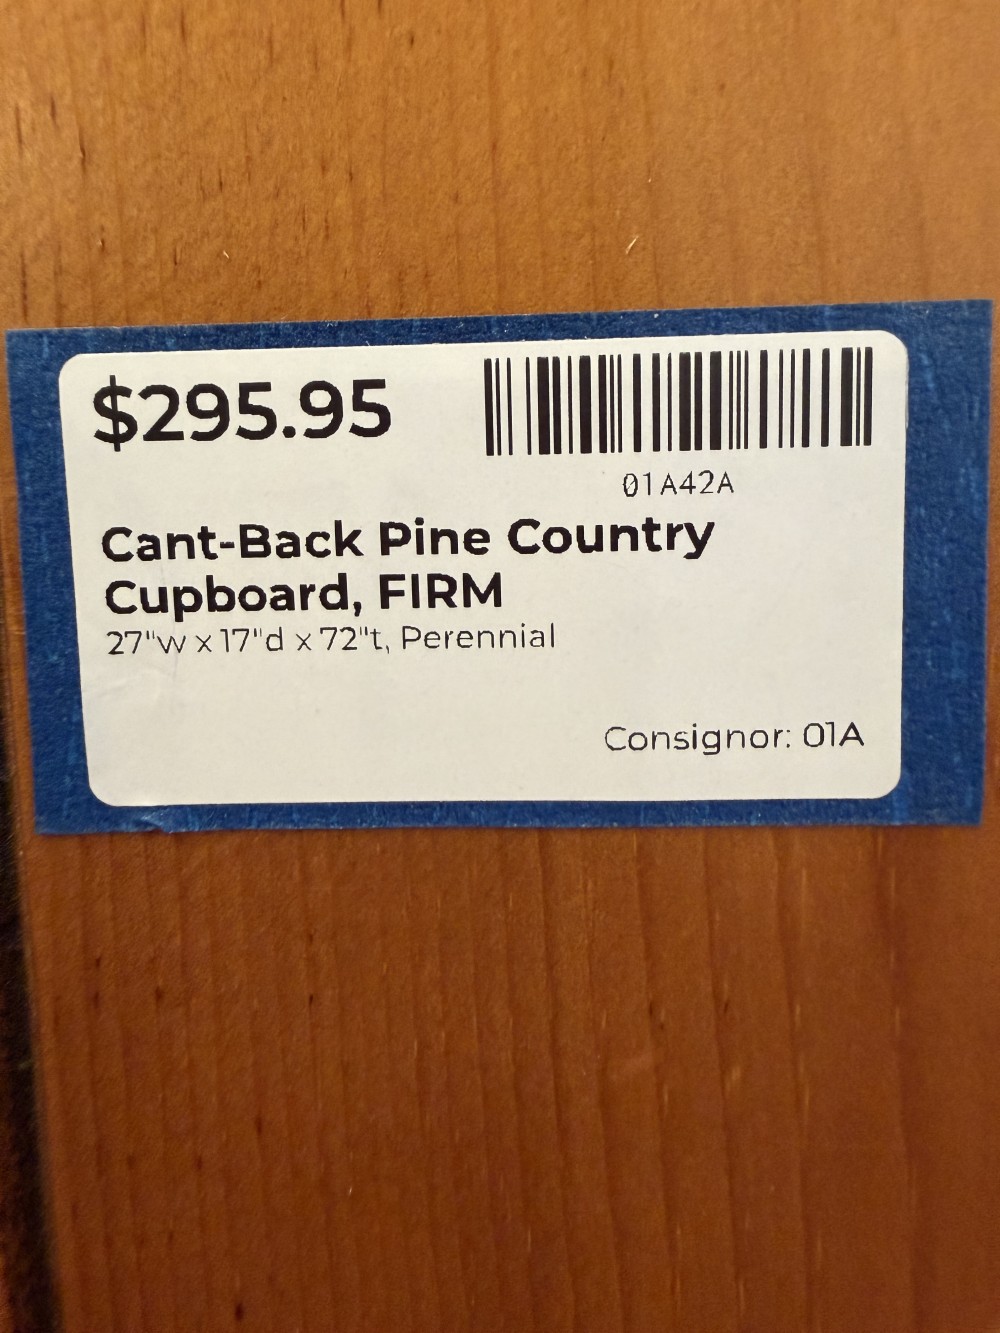 $295.95
01A42A
Cant-Back Pine Country
Cupboard, FIRM
27"w x 17"d x 72"t, Perennial
Consignor: 01A